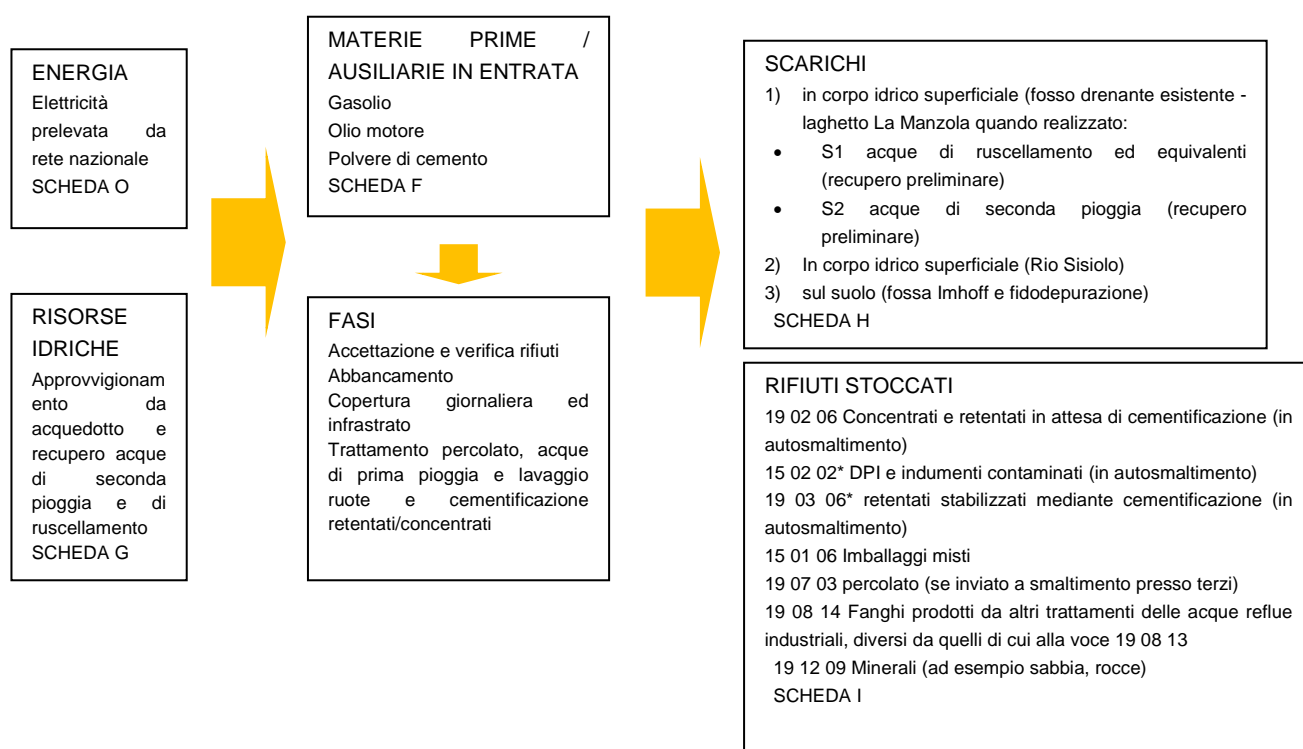 ENERGIA
Elettricità
prelevata da
rete nazionale
SCHEDA O
RISORSE
IDRICHE
Approvvigionam
ento da
acquedotto e
recupero acque
di seconda
pioggia e di
ruscellamento
SCHEDA G
MATERIE PRIME /
AUSILIARIE IN ENTRATA
Gasolio
Olio motore
Polvere di cemento
SCHEDA F
FASI
Accettazione e verifica rifiuti
Abbancamento
Copertura giornaliera ed
infrastrato
Trattamento percolato, acque
di prima pioggia e lavaggio
ruote e cementificazione
retentati/concentrati
SCARICHI
1) in corpo idrico superficiale (fosso drenante esistente -
laghetto La Manzola quando realizzato:
• S1 acque di ruscellamento ed equivalenti
(recupero preliminare)
• S2 acque di seconda pioggia (recupero
preliminare)
2) In corpo idrico superficiale (Rio Sisiolo)
3) sul suolo (fossa Imhoff e fidodepurazione)
SCHEDA H
RIFIUTI STOCCATI
19 02 06 Concentrati e retentati in attesa di cementificazione (in
autosmaltimento)
15 02 02* DPI e indumenti contaminati (in autosmaltimento)
19 03 06* retentati stabilizzati mediante cementificazione (in
autosmaltimento)
15 01 06 Imballaggi misti
19 07 03 percolato (se inviato a smaltimento presso terzi)
19 08 14 Fanghi prodotti da altri trattamenti delle acque reflue
industriali, diversi da quelli di cui alla voce 19 08 13
19 12 09 Minerali (ad esempio sabbia, rocce)
SCHEDA I